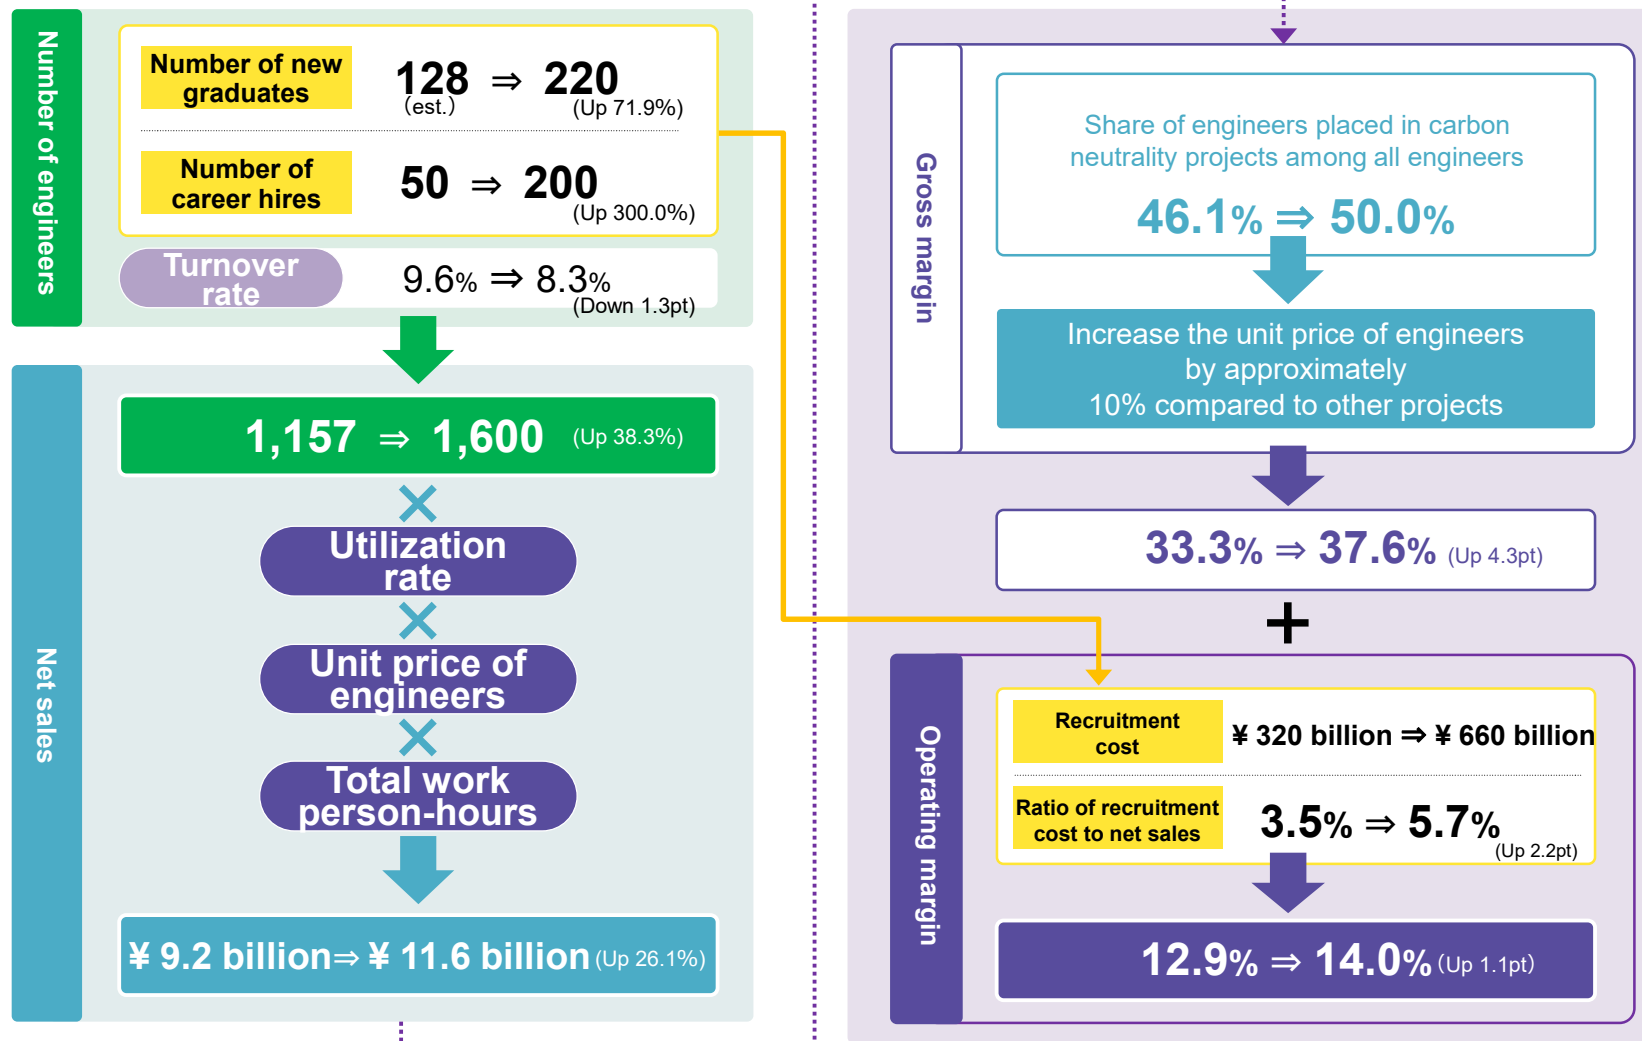 Number of engineers
Number of new
graduates
128 ⇒ 220
(est.)
(Up 71.9%)
Number of
career hires
50 ⇒ 200
(Up 300.0%)
Turnover
rate
9.6% ⇒ 8.3%
(Down 1.3pt)
Net sales
1,157 ⇒ 1,600 (Up 38.3%)
×
Utilization
rate
×
Unit price of
engineers
×
Total work
person-hours
¥ 9.2 billion⇒ ¥ 11.6 billion (Up 26.1%)
Gross margin
Share of engineers placed in carbon
neutrality projects among all engineers
46.1% ⇒ 50.0%
Increase the unit price of engineers
by approximately
10% compared to other projects
33.3% ⇒ 37.6% (Up 4.3pt)
+
Operating margin
Recruitment
cost
¥ 320 billion ⇒ ¥ 660 billion
Ratio of recruitment
cost to net sales
3.5% ⇒ 5.7%
(Up 2.2pt)
12.9% ⇒ 14.0% (Up 1.1pt)